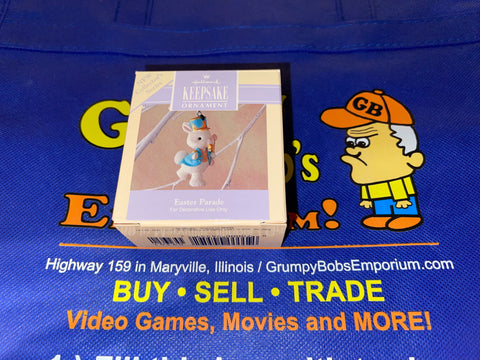 Hallmark
KEEPSAKE
ORNAMENT
Easter Parade
For Decorative Use Only
G
GB
's
E m!
Highway 159 in Maryville, Illinois / GrumpyBobsEmporium.com
BUY • SELL • TRADE
Video Games, Movies and MORE!